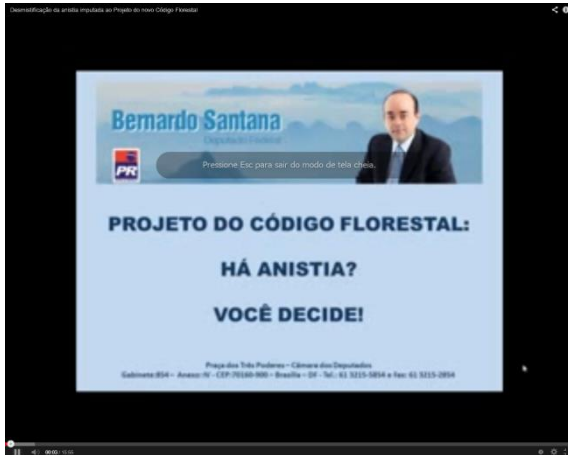 Desmistificação da anistia imputada ao Projeto do novo Código Florestal
Bernardo Santana
Deputado Federal
PR
Pressione Esc para sair do modo de tela cheia.
PROJETO DO CÓDIGO FLORESTAL:
HÁ ANISTIA?
VOCÊ DECIDE!
Praça dos Três Poderes – Câmara dos Deputados
Gabinete: 854 – Anexo: IV - CEP: 70160-900 – Brasília – DF - Tel.: 61 3215-5854 e Fax: 61 3215-2854
00:02 / 15:55